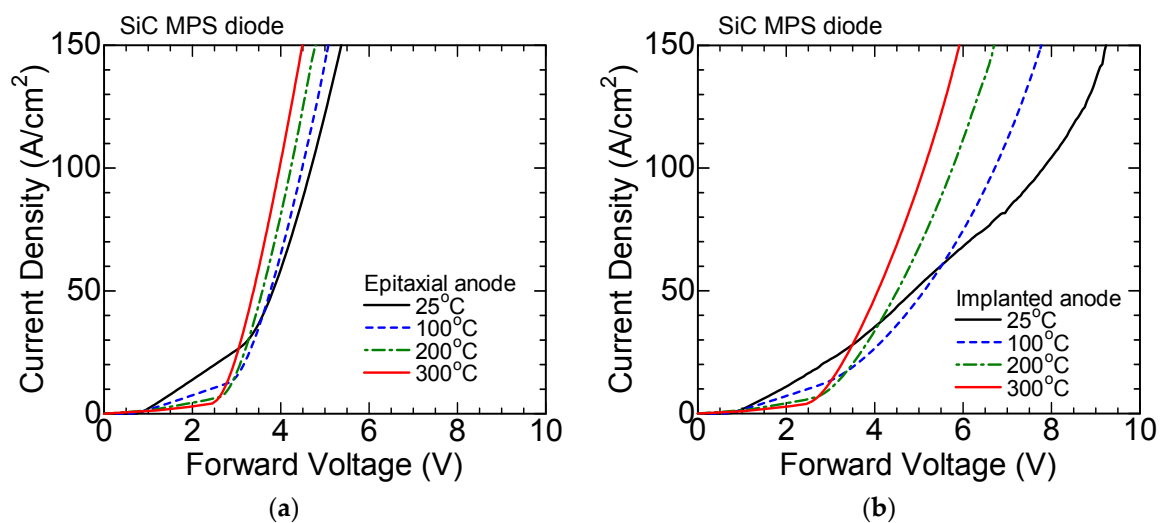 SiC MPS diode
150
100
50
0
Current Density (A/cm²)
Epitaxial anode
25°C
100°C
200°C
300°C
0 2 4 6 8 10
Forward Voltage (V)
(a)
SiC MPS diode
150
100
50
0
Current Density (A/cm²)
Implanted anode
25°C
100°C
200°C
300°C
0 2 4 6 8 10
Forward Voltage (V)
(b)